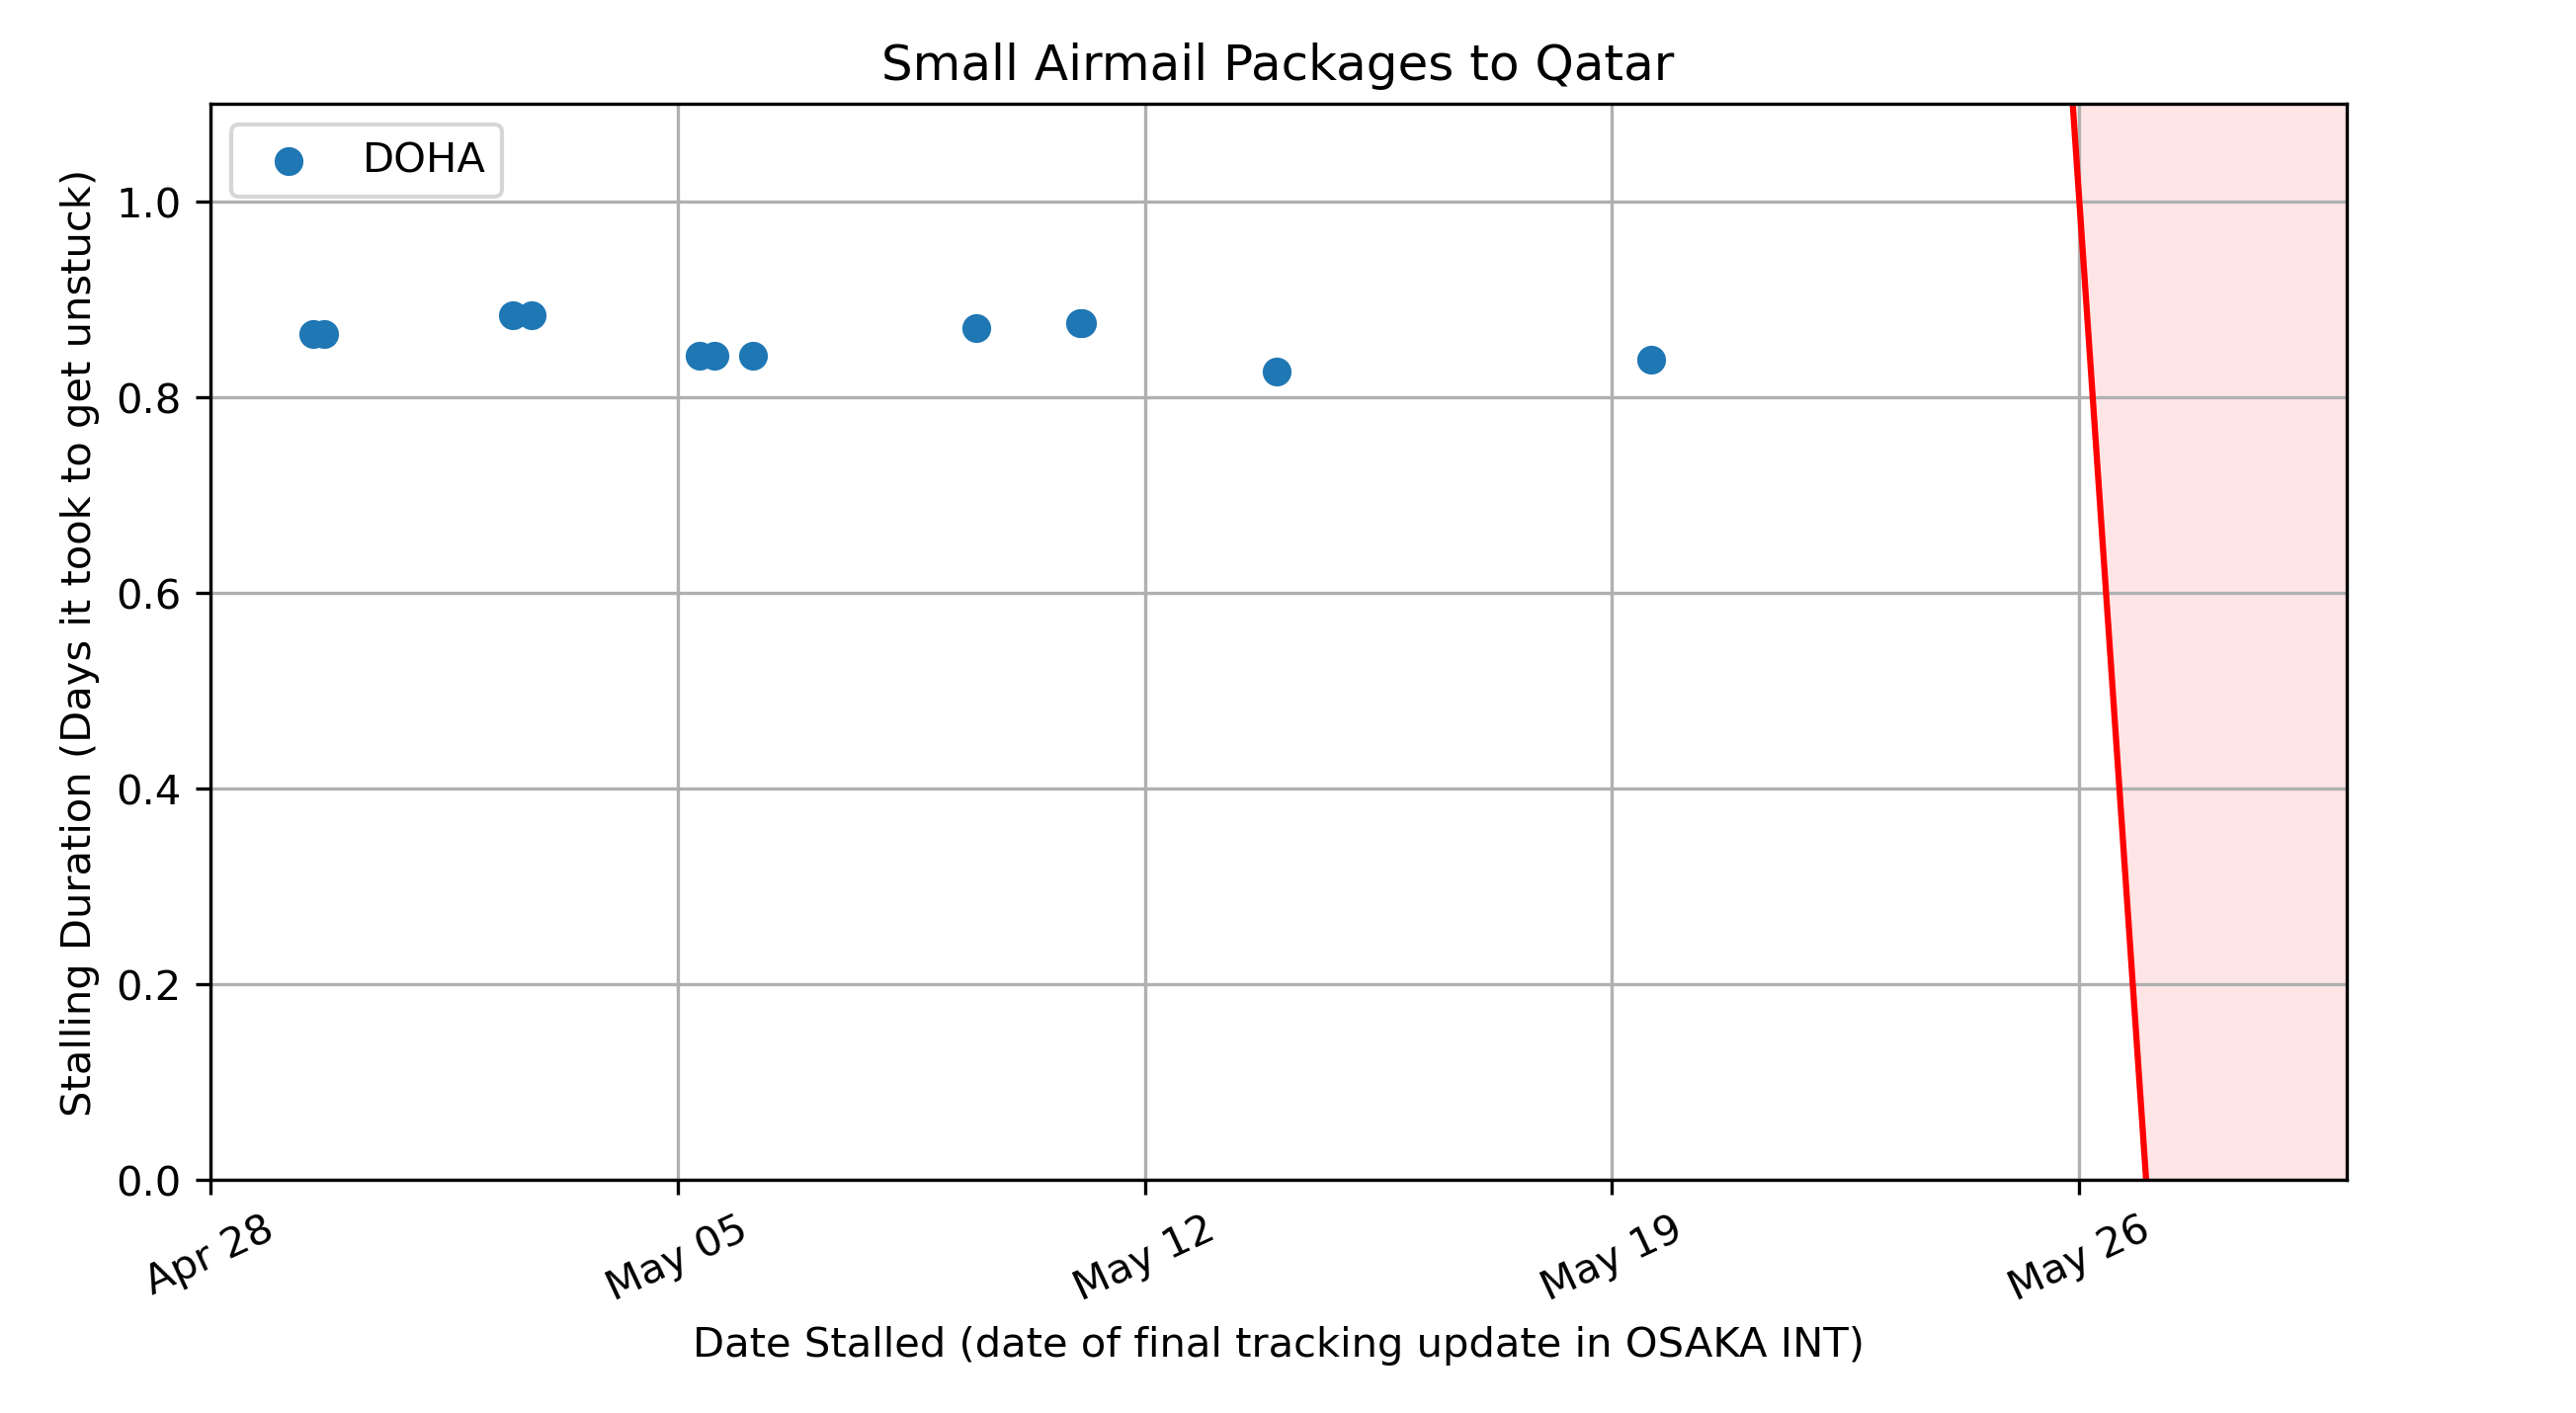 Small Airmail Packages to Qatar
DOHA
Stalling Duration (Days it took to get unstuck)
1.0
0.8
0.6
0.4
0.2
0.0
Apr 28
May 05
May 12
May 19
May 26
Date Stalled (date of final tracking update in OSAKA INT)